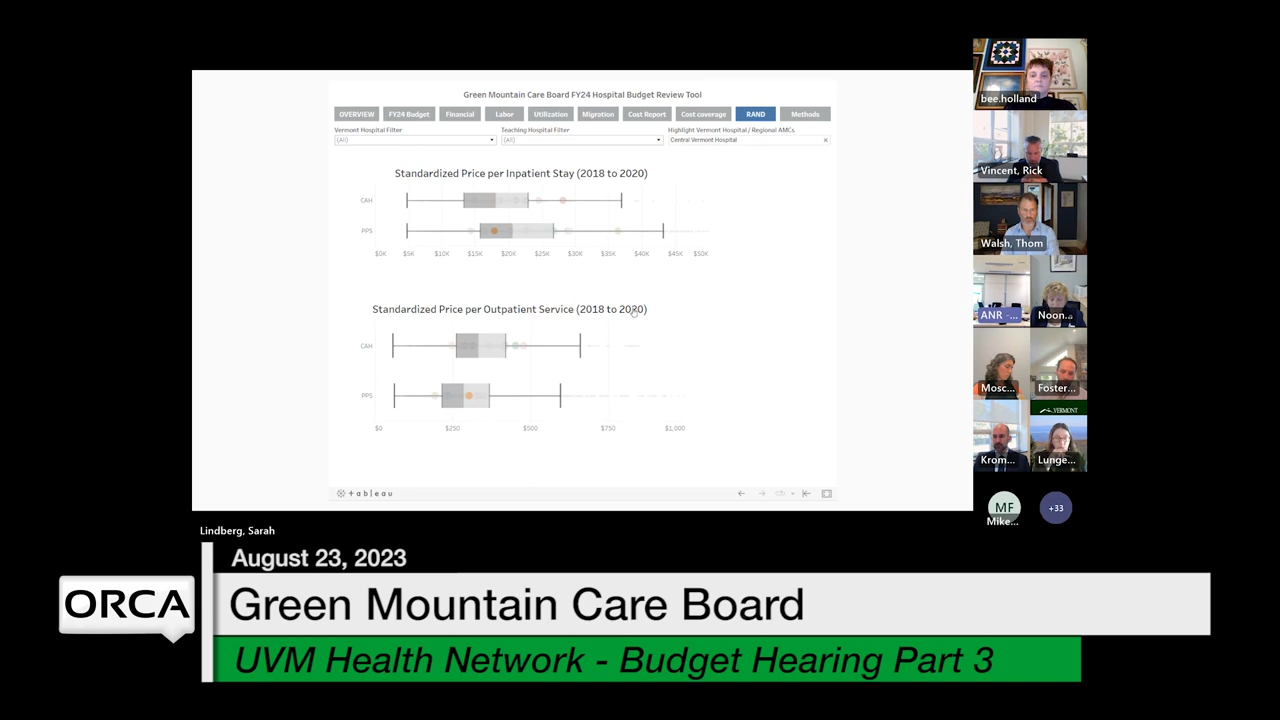 Green Mountain Care Board FY24 Hospital Budget Review Tool
OVERVIEW FY24 Budget Financial Labor Utilization Migration Cost Report Cost coverage RAND Methods
Vermont Hospital Filter Teaching Hospital Filter Highlight Vermont Hospital / Regional AMCs
(All) (All) Central Vermont Hospital
Standardized Price per Inpatient Stay (2018 to 2020)
CAH
PPS
$0K $5K $10K $15K $20K $25K $30K $35K $40K $45K $50K
Standardized Price per Outpatient Service (2018 to 2020)
CAH
PPS
$0 $250 $500 $750 $1,000
+ a b l e a u
bee.holland
Vincent, Rick
Walsh, Thom
ANR -... Noon...
Mosc... Foster...
VERMONT
Krom... Lunge...
MF +33
Mike...
Lindberg, Sarah
August 23, 2023
ORCA
Green Mountain Care Board
UVM Health Network - Budget Hearing Part 3